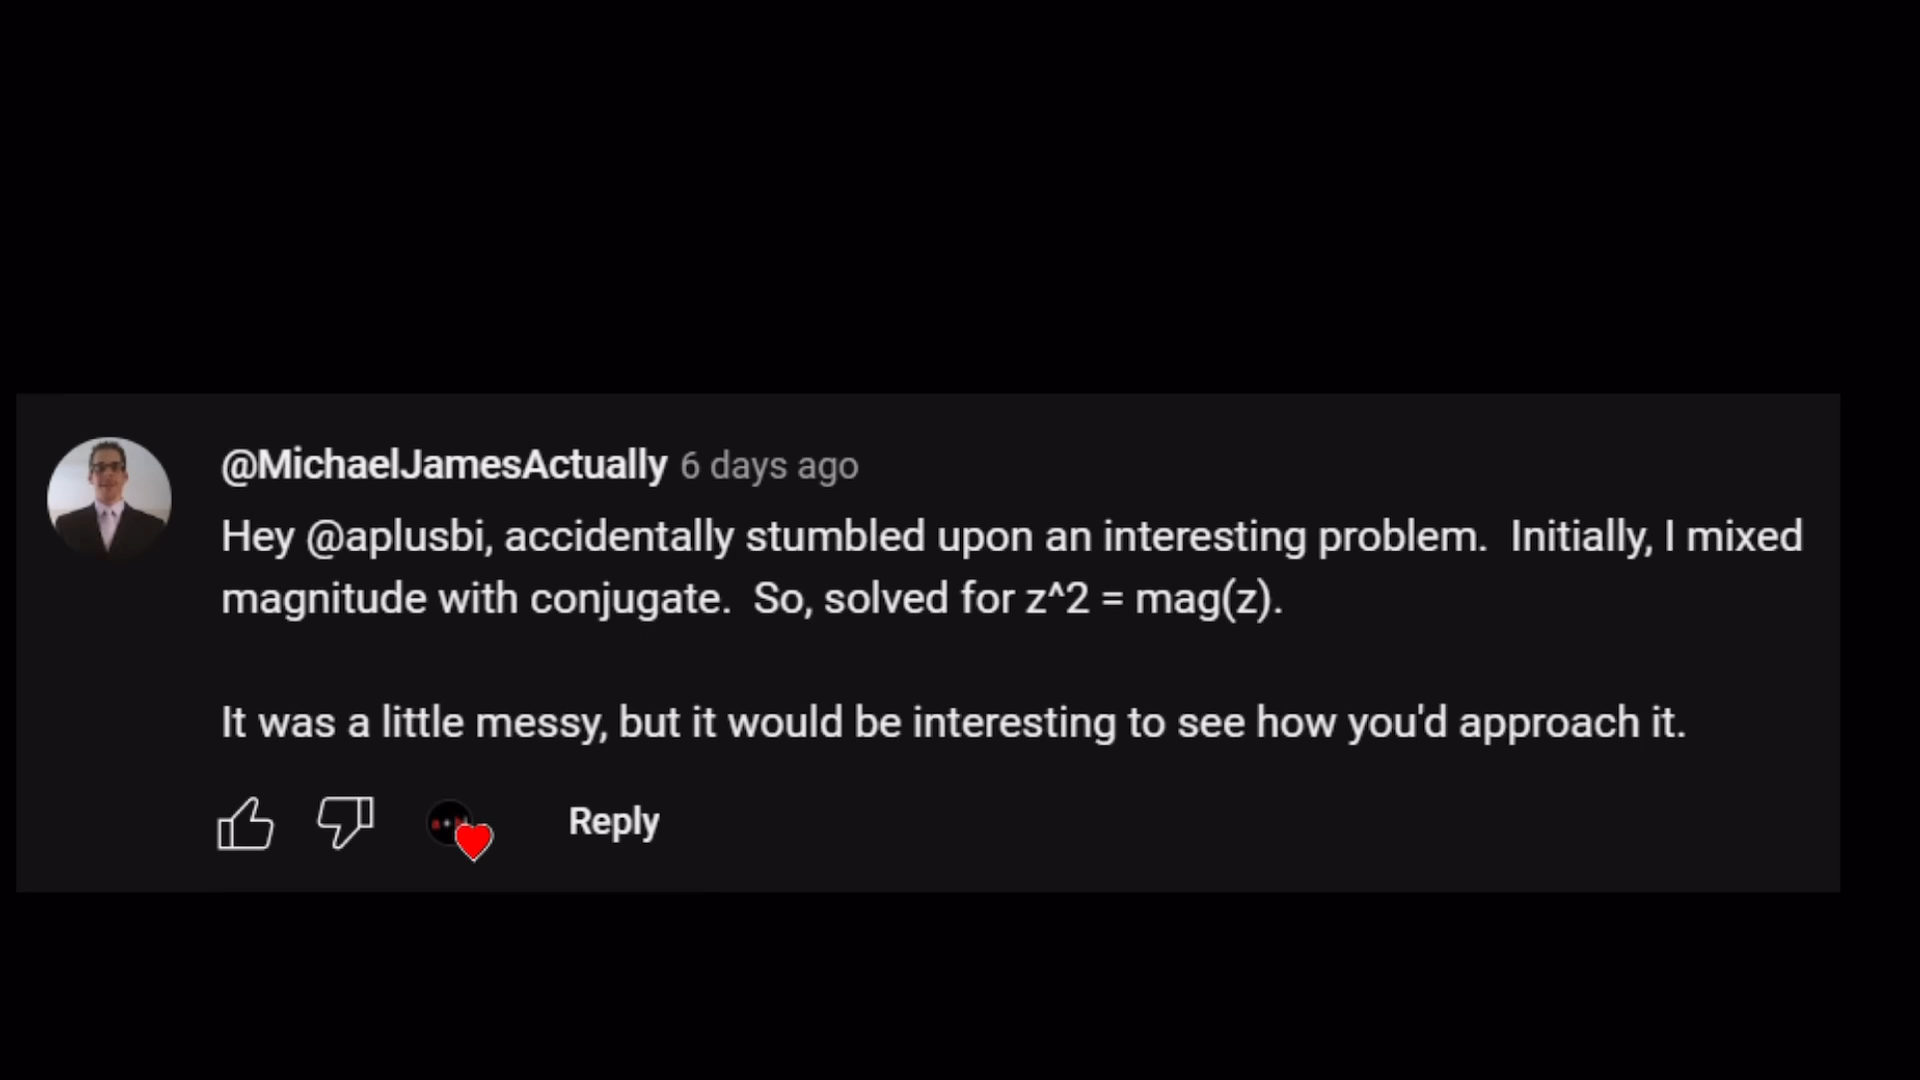 @MichaelJamesActually 6 days ago
Hey @aplusbi, accidentally stumbled upon an interesting problem.  Initially, I mixed
magnitude with conjugate.  So, solved for z^2 = mag(z).
It was a little messy, but it would be interesting to see how you'd approach it.
Reply